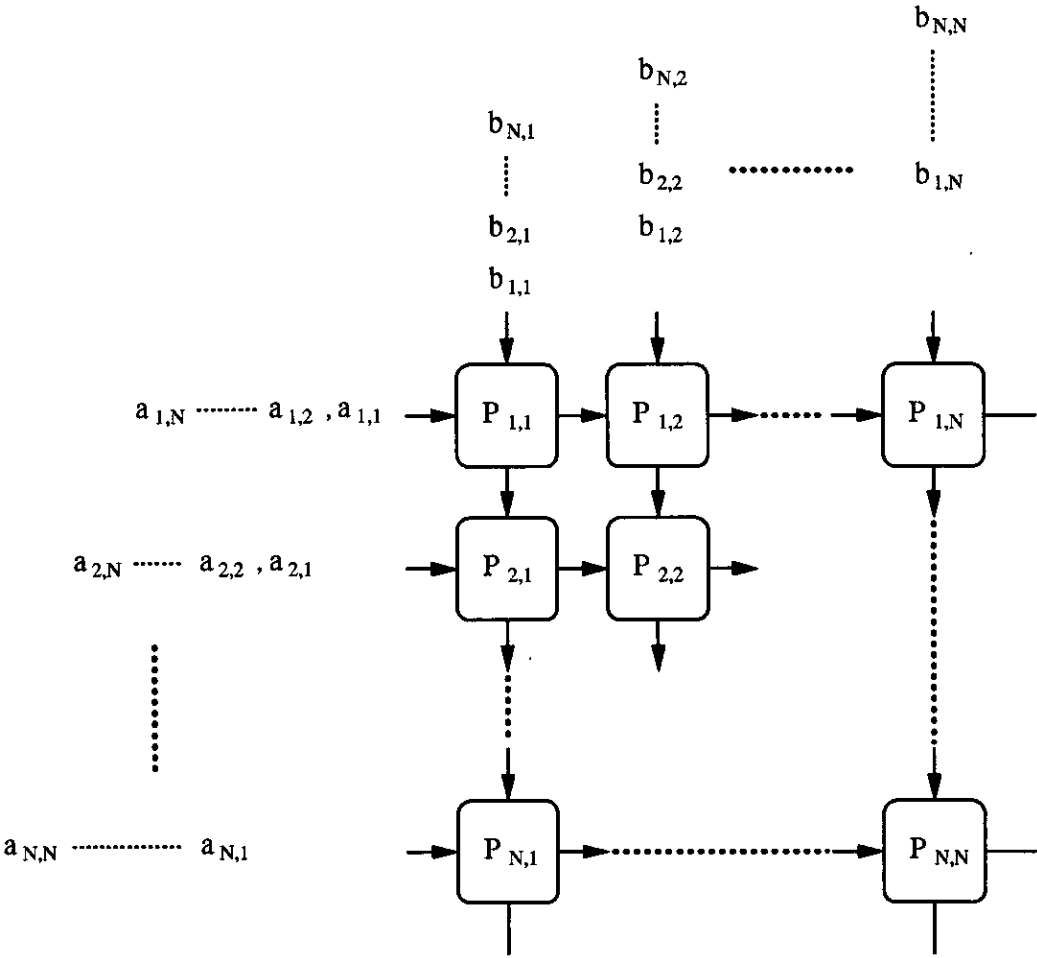 b N,N
b N,2
b N,1
b 2,2 b 1,N
b 2,1 b 1,2
b 1,1
a 1,N a 1,2 , a 1,1 P 1,1 P 1,2 P 1,N
a 2,N a 2,2 , a 2,1 P 2,1 P 2,2
a N,N a N,1 P N,1 P N,N